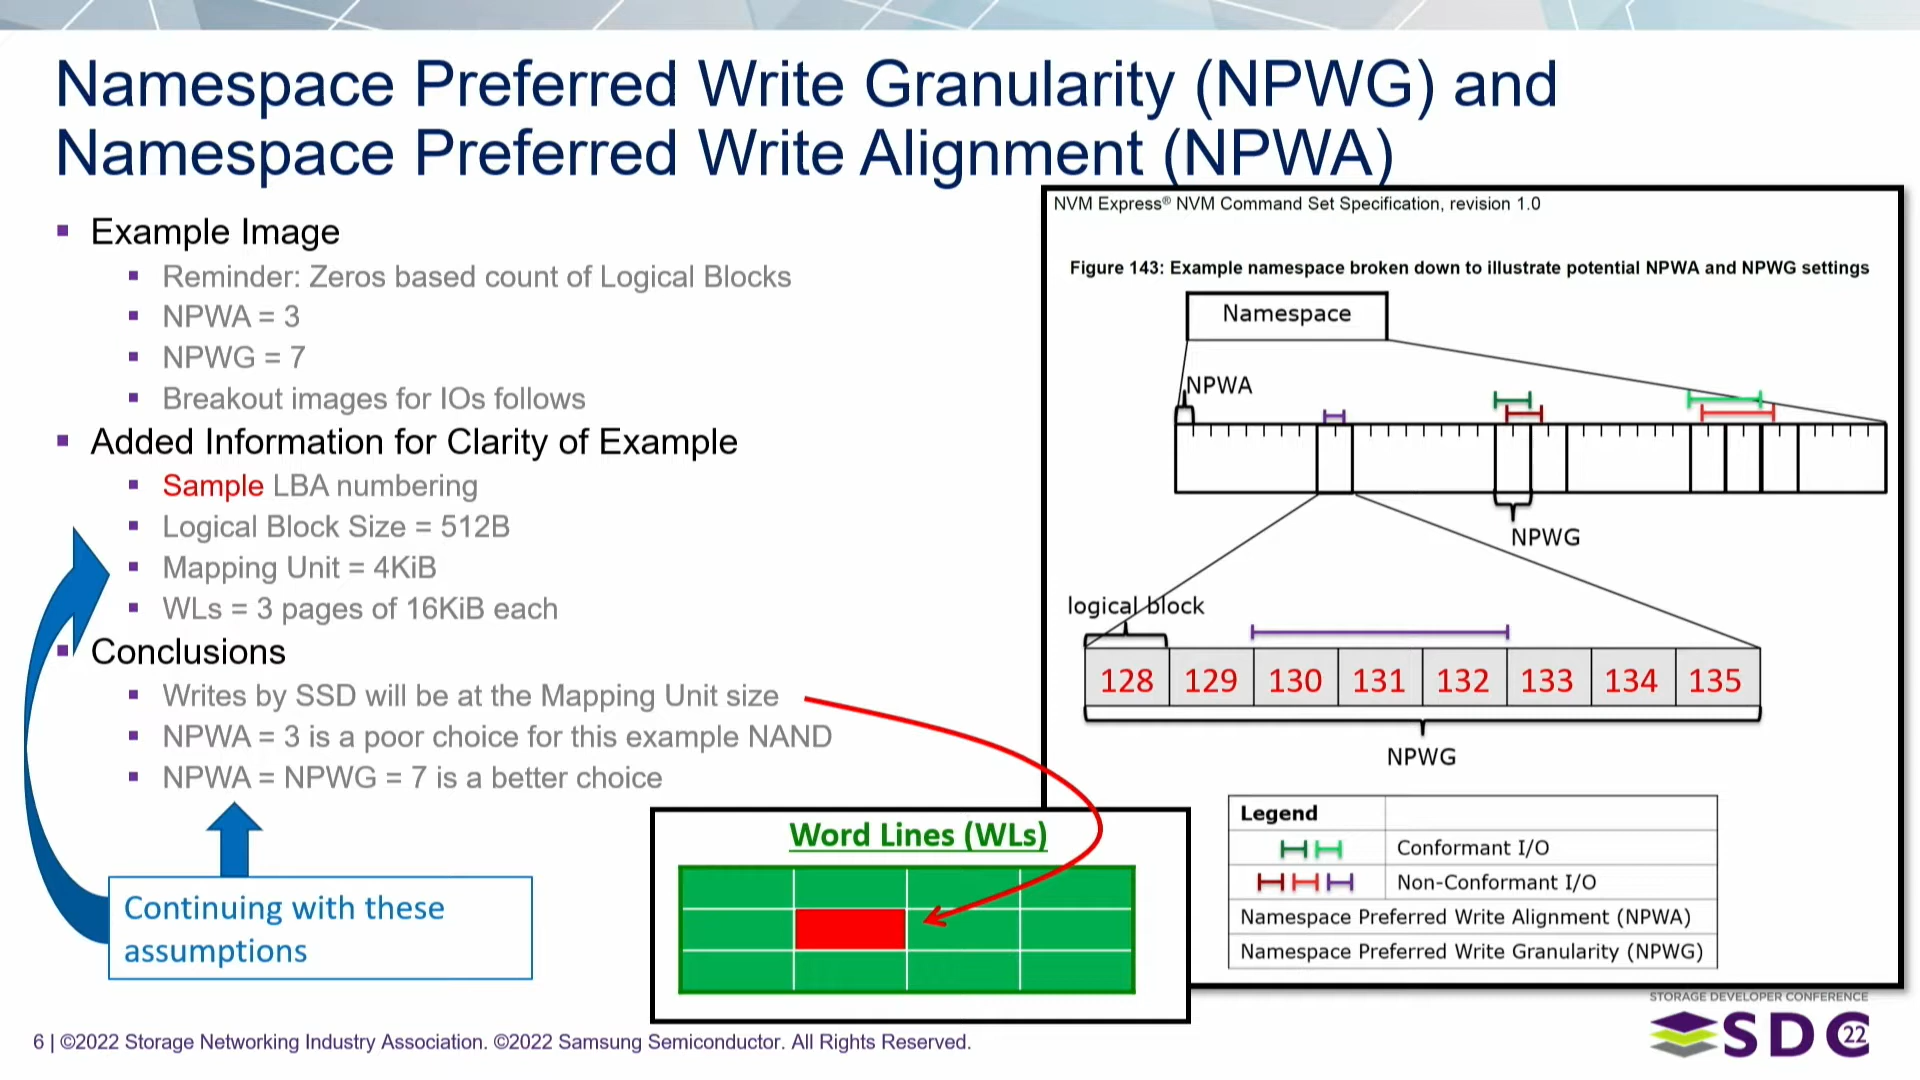 Namespace Preferred Write Granularity (NPWG) and
Namespace Preferred Write Alignment (NPWA)
Example Image
Reminder: Zeros based count of Logical Blocks
NPWA = 3
NPWG = 7
Breakout images for IOs follows
Added Information for Clarity of Example
Sample LBA numbering
Logical Block Size = 512B
Mapping Unit = 4KiB
WLs = 3 pages of 16KiB each
Conclusions
Writes by SSD will be at the Mapping Unit size
NPWA = 3 is a poor choice for this example NAND
NPWA = NPWG = 7 is a better choice
Continuing with these
assumptions
Word Lines (WLs)
NVM Express® NVM Command Set Specification, revision 1.0
Figure 143: Example namespace broken down to illustrate potential NPWA and NPWG settings
Namespace
NPWA
NPWG
logical block
128 129 130 131 132 133 134 135
NPWG
Legend
Conformant I/O
Non-Conformant I/O
Namespace Preferred Write Alignment (NPWA)
Namespace Preferred Write Granularity (NPWG)
6 | ©2022 Storage Networking Industry Association. ©2022 Samsung Semiconductor. All Rights Reserved.
STORAGE DEVELOPER CONFERENCE
SDC 22